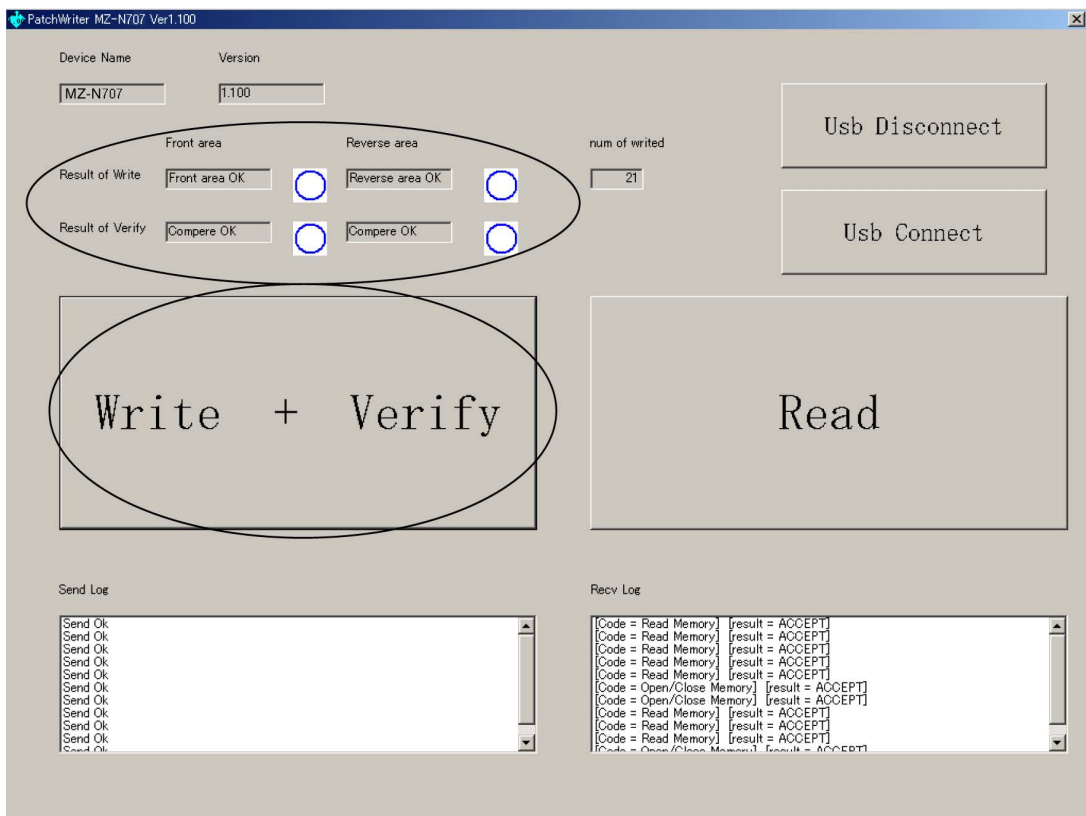 PatchWriter MZ-N707 Ver1.100
Device Name Version
MZ-N707 1.100
Usb Disconnect
Front area Reverse area num of writed
Result of Write Front area OK Reverse area OK 21
Result of Verify Compere OK Compere OK
Usb Connect
Write + Verify Read
Send Log Recv Log
Send Ok
Send Ok
Send Ok
Send Ok
Send Ok
Send Ok
Send Ok
Send Ok
Send Ok
Send Ok
Send Ok
[Code = Read Memory] [result = ACCEPT]
[Code = Read Memory] [result = ACCEPT]
[Code = Read Memory] [result = ACCEPT]
[Code = Read Memory] [result = ACCEPT]
[Code = Read Memory] [result = ACCEPT]
[Code = Open/Close Memory] [result = ACCEPT]
[Code = Open/Close Memory] [result = ACCEPT]
[Code = Read Memory] [result = ACCEPT]
[Code = Read Memory] [result = ACCEPT]
[Code = Read Memory] [result = ACCEPT]
[Code = Open/Close Memory] [result = ACCEPT]